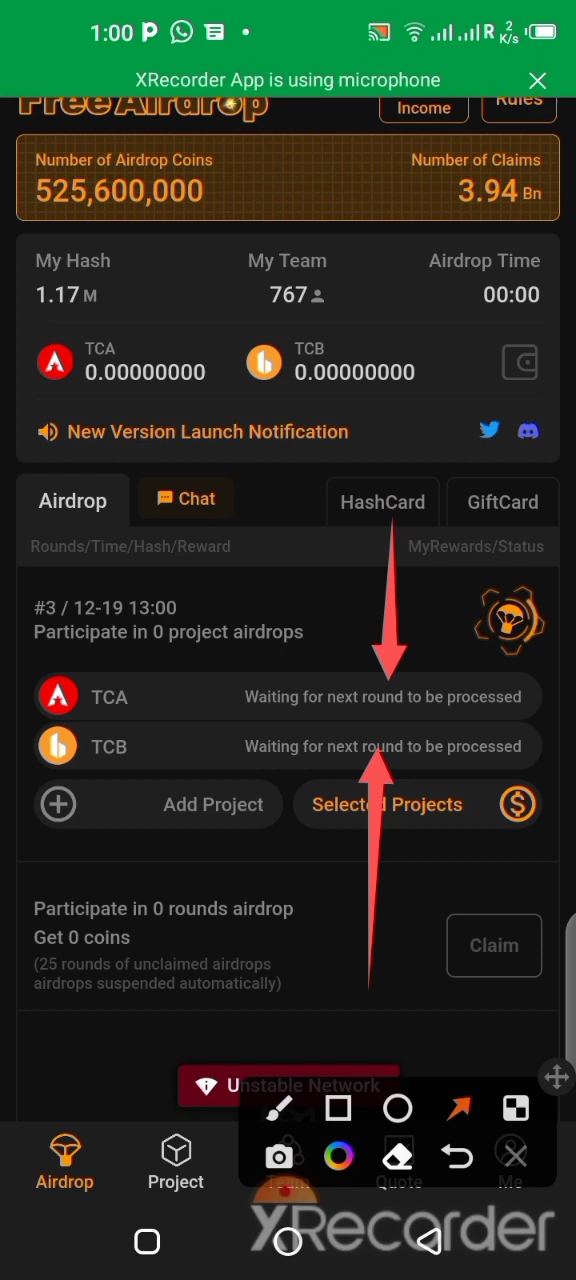 1:00
R 2 K/s
XRecorder App is using microphone
Free Airdrop
Income
Rules
Number of Airdrop Coins
Number of Claims
525,600,000
3.94 Bn
My Hash
My Team
Airdrop Time
1.17 M
767
00:00
TCA
0.00000000
TCB
0.00000000
New Version Launch Notification
Airdrop
Chat
HashCard
GiftCard
Rounds/Time/Hash/Reward
MyRewards/Status
#3 / 12-19 13:00
Participate in 0 project airdrops
TCA
Waiting for next round to be processed
TCB
Waiting for next round to be processed
Add Project
Selected Projects
Participate in 0 rounds airdrop
Get 0 coins
Claim
(25 rounds of unclaimed airdrops
airdrops suspended automatically)
Unstable Network
Airdrop
Project
Team
Quote
Me
XRecorder